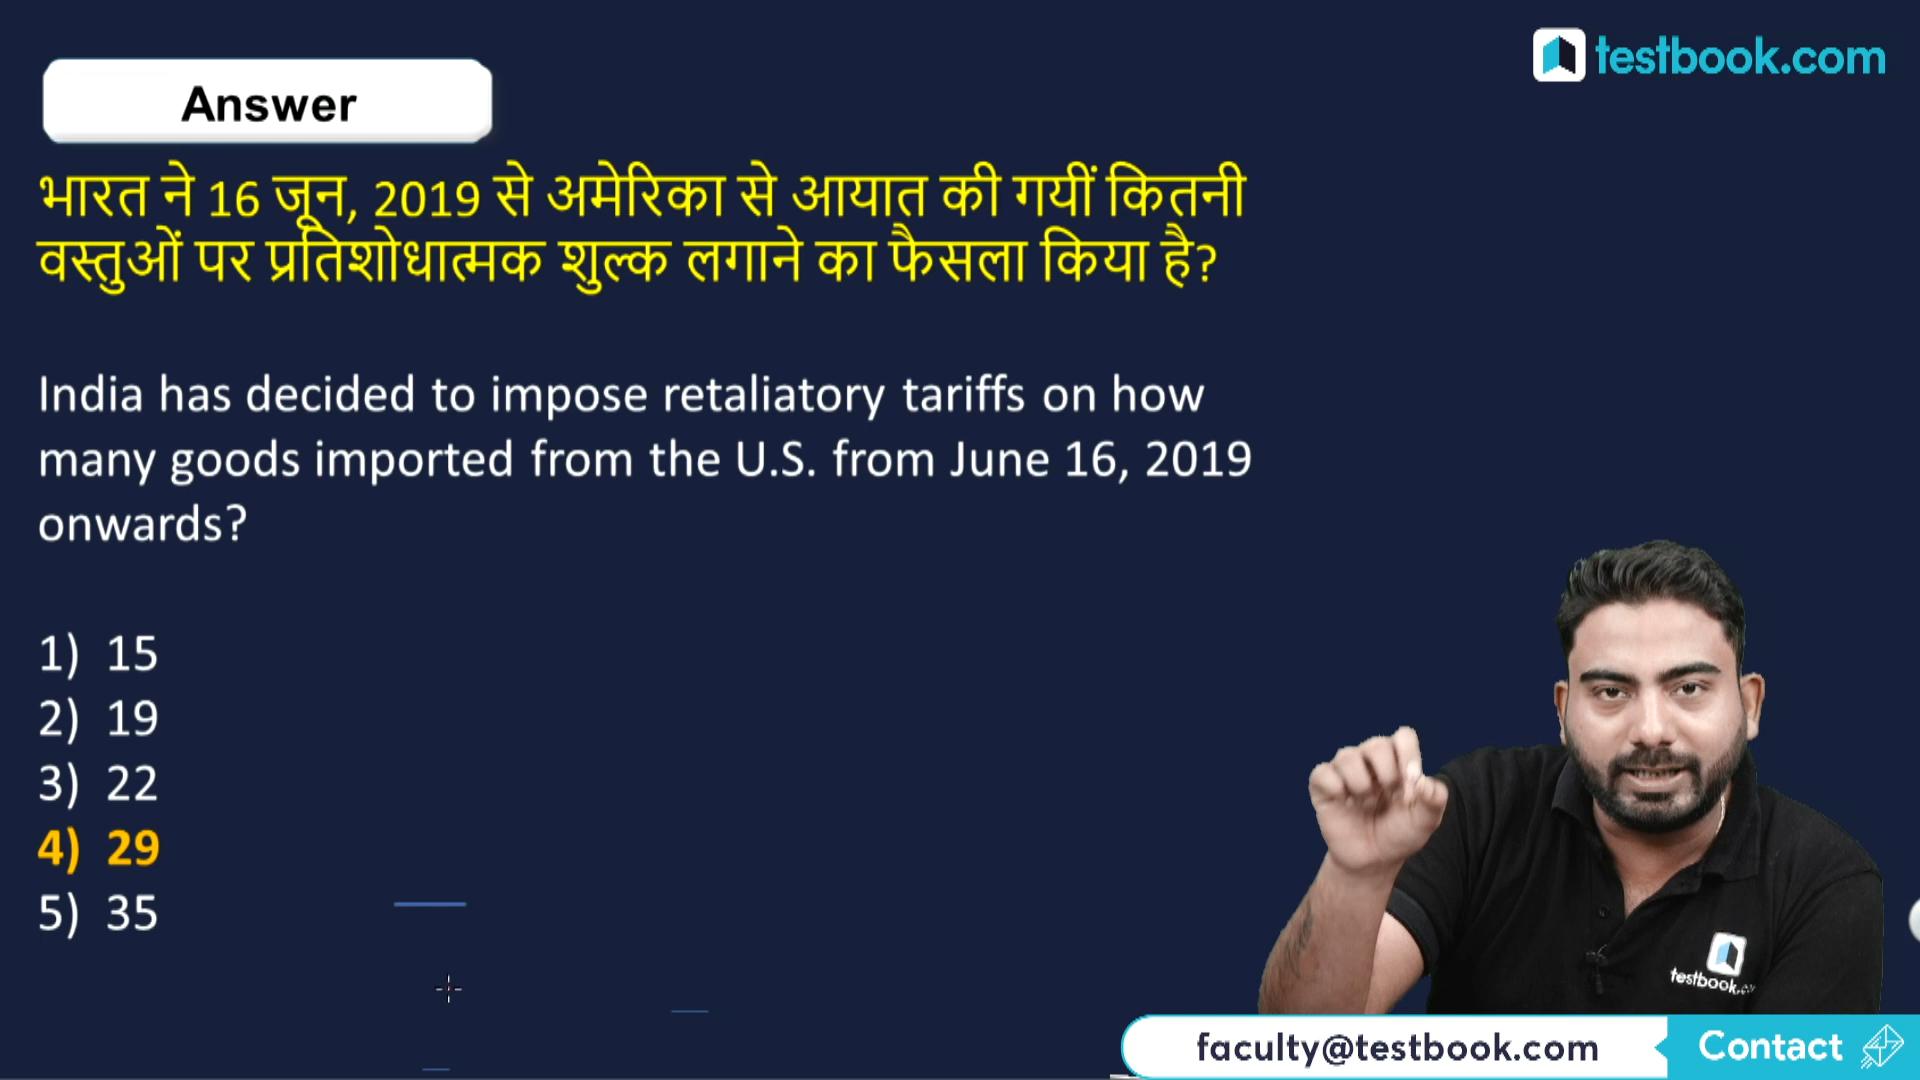 testbook.com
Answer
भारत ने 16 जून, 2019 से अमेरिका से आयात की गयीं कितनी
वस्तुओं पर प्रतिशोधात्मक शुल्क लगाने का फैसला किया है?
India has decided to impose retaliatory tariffs on how
many goods imported from the U.S. from June 16, 2019
onwards?
1) 15
2) 19
3) 22
4) 29
5) 35
faculty@testbook.com
Contact